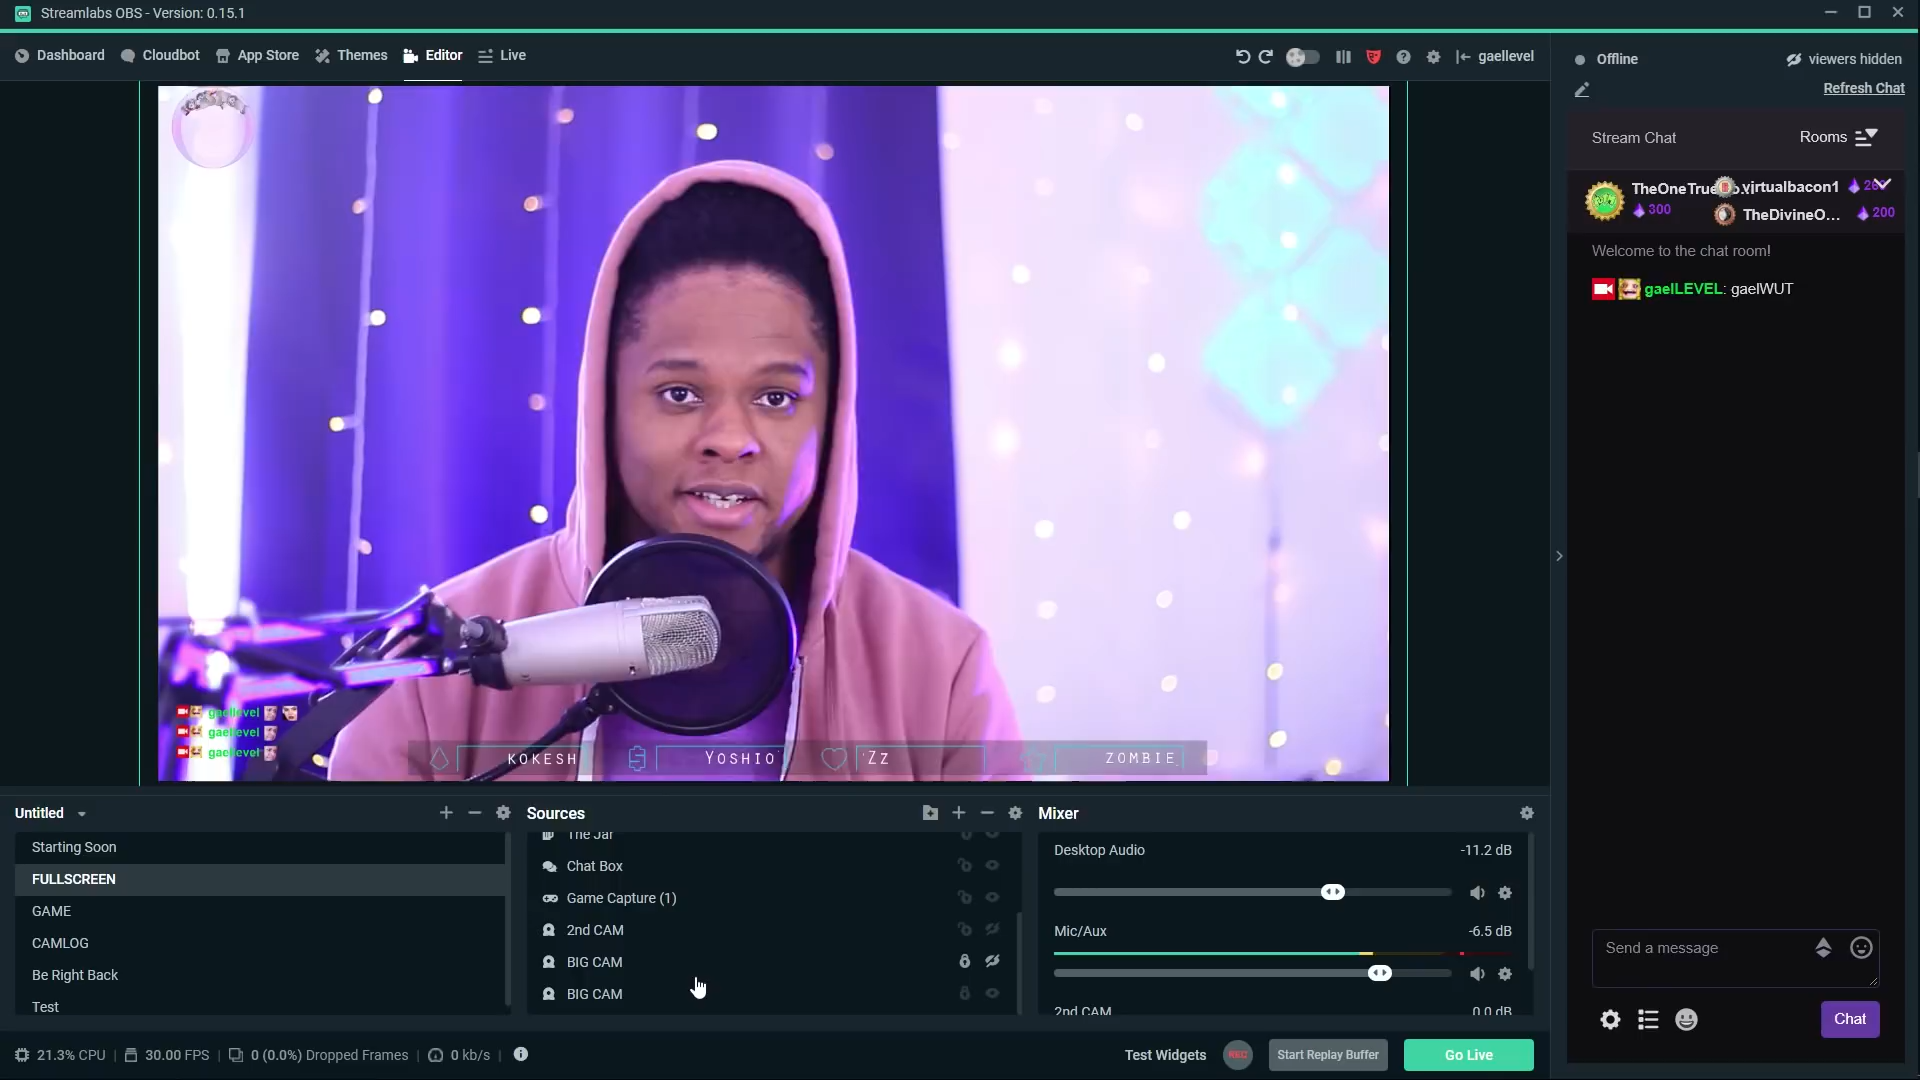 Streamlabs OBS - Version: 0.15.1
Dashboard
Cloudbot
App Store
Themes
Editor
Live
gaellevel
Offline
viewers hidden
Refresh Chat
Stream Chat
Rooms
virtualbacon1
300
TheDivineO...
200
Welcome to the chat room!
gaelLEVEL: gaelWUT
gaellevel
gaellevel
gaellevel
KOKESH
YOSHIO
'ZZ
ZOMBIE
Untitled
Starting Soon
FULLSCREEN
GAME
CAMLOG
Be Right Back
Test
Sources
The Jar
Chat Box
Game Capture (1)
2nd CAM
BIG CAM
BIG CAM
Mixer
Desktop Audio
-11.2 dB
Mic/Aux
-6.5 dB
2nd CAM
0.0 dB
Send a message
Chat
21.3% CPU
30.00 FPS
0 (0.0%) Dropped Frames
0 kb/s
Test Widgets
REC
Start Replay Buffer
Go Live